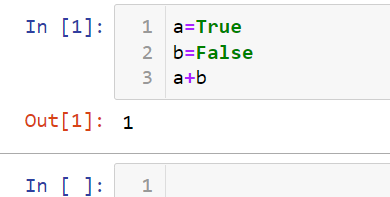 In [1]: 1 a=True
2 b=False
3 a+b
Out[1]: 1
In [ ]: 1